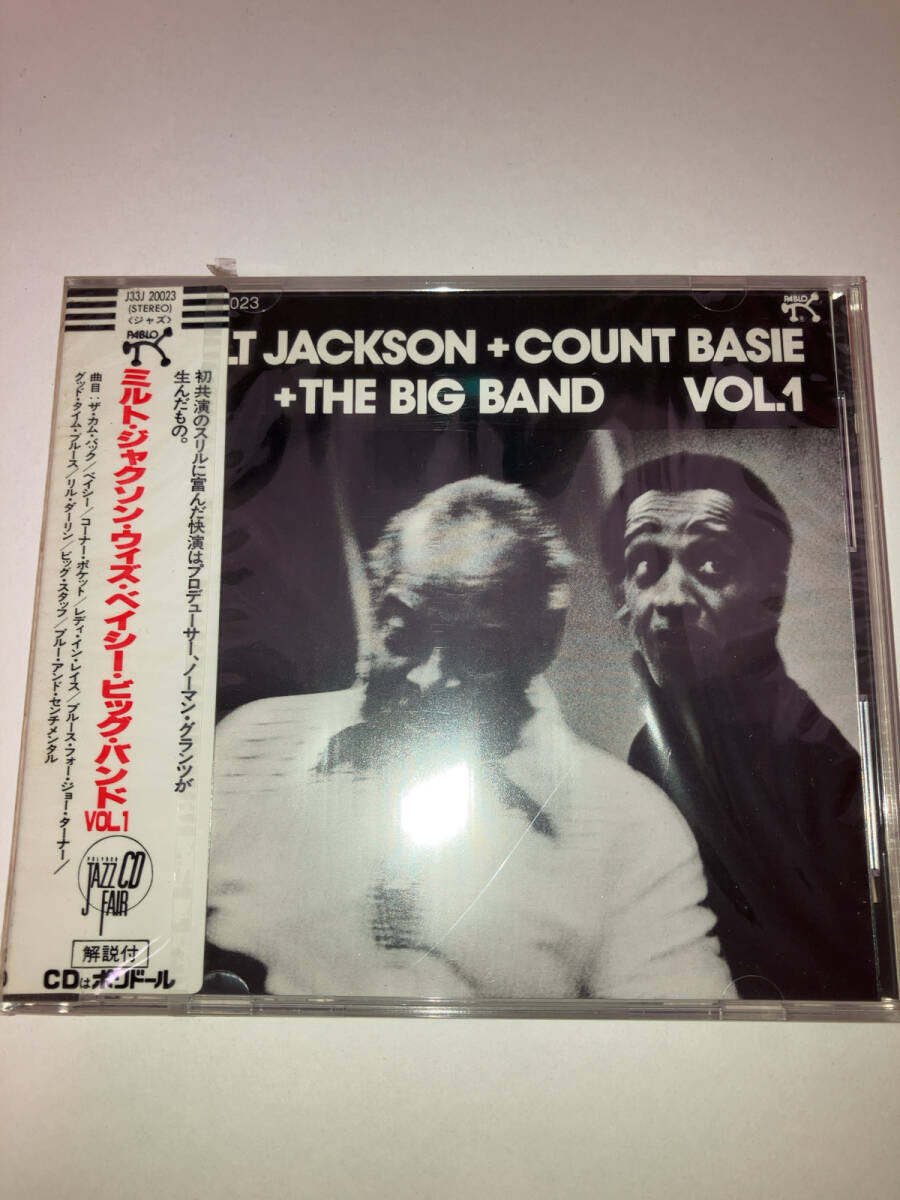 J33J 20023
(STEREO)
〈ジャズ〉
PABLO
ミルト・ジャクソン・ウィズ・ベイシー・ビッグ・バンド
VOL.1
初共演のスリルに富んだ快演はプロデューサー、ノーマン・グランツが
生んだもの。
曲目:ザ・カム・バック/ベイシー/コーナー・ポケット/レディ・イン・レイス/ブルース・フォー・ジョー・ターナー/
グッド・タイム・ブルース/リル・ダーリン/ビッグ・スタッフ/ブルー・アンド・センチメンタル
POLYDOR
JAZZ CD
FAIR
解説付
CDはポリドール
023
PABLO
LT JACKSON + COUNT BASIE
+ THE BIG BAND VOL.1